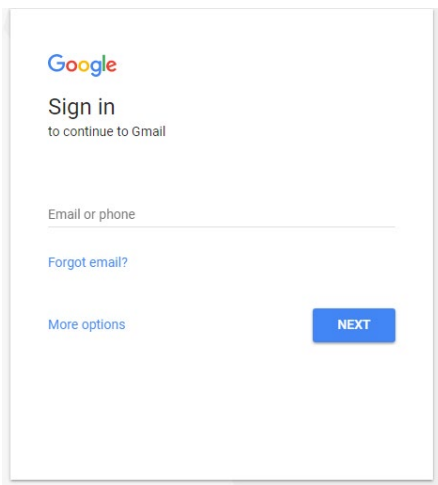 Google
Sign in
to continue to Gmail
Email or phone
Forgot email?
More options
NEXT